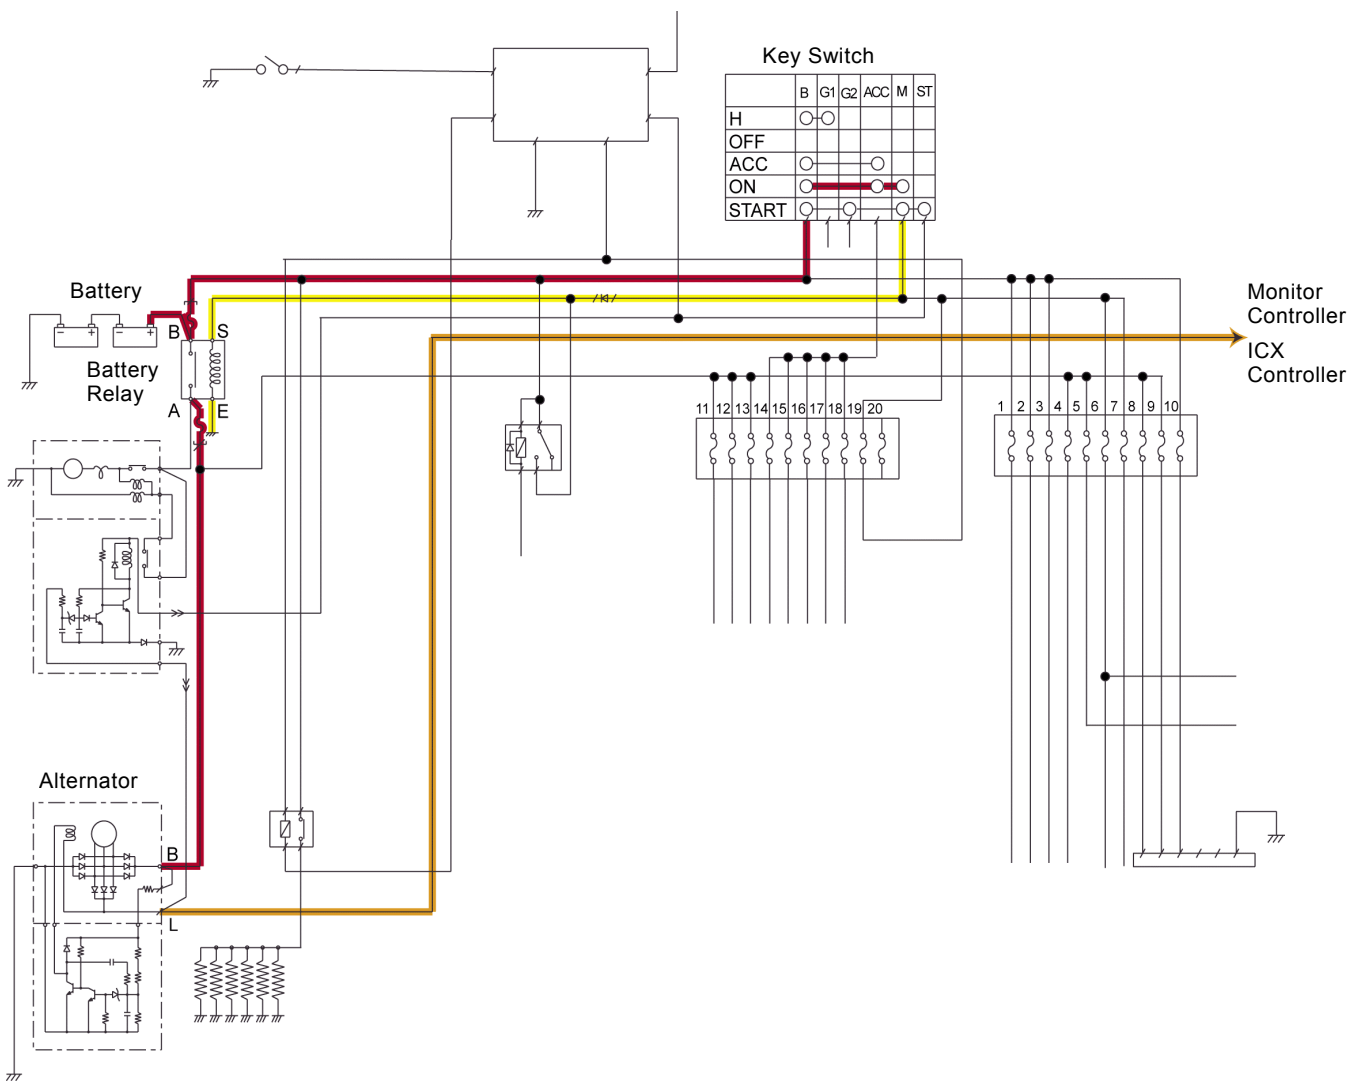 Key Switch
B G1 G2 ACC M ST
H
OFF
ACC
ON
START
Battery
− + − +
B S
Battery
Relay
A E
Monitor
Controller
ICX
Controller
11 12 13 14 15 16 17 18 19 20
1 2 3 4 5 6 7 8 9 10
Alternator
B
L